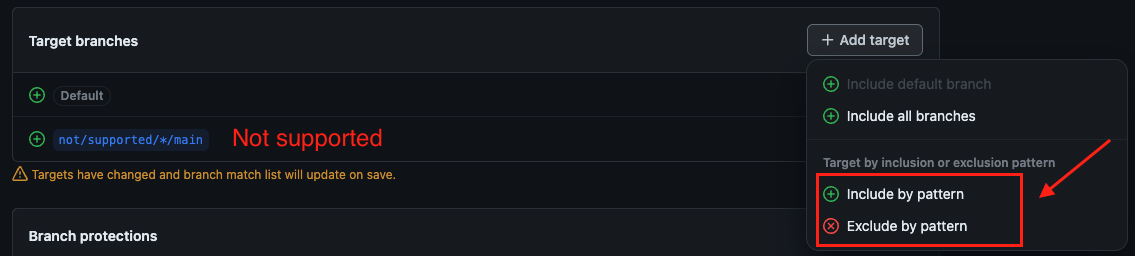 Target branches
Add target
Default
Include default branch
not/supported/*/main
Not supported
Include all branches
Target by inclusion or exclusion pattern
Targets have changed and branch match list will update on save.
Include by pattern
Exclude by pattern
Branch protections